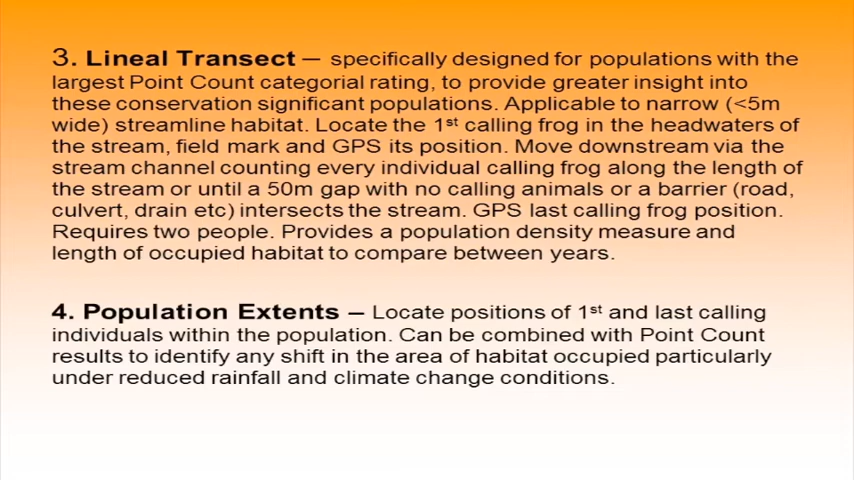 3. Lineal Transect – specifically designed for populations with the
largest Point Count categorial rating, to provide greater insight into
these conservation significant populations. Applicable to narrow (<5m
wide) streamline habitat. Locate the 1st calling frog in the headwaters of
the stream, field mark and GPS its position. Move downstream via the
stream channel counting every individual calling frog along the length of
the stream or until a 50m gap with no calling animals or a barrier (road,
culvert, drain etc) intersects the stream. GPS last calling frog position.
Requires two people. Provides a population density measure and
length of occupied habitat to compare between years.
4. Population Extents – Locate positions of 1st and last calling
individuals within the population. Can be combined with Point Count
results to identify any shift in the area of habitat occupied particularly
under reduced rainfall and climate change conditions.